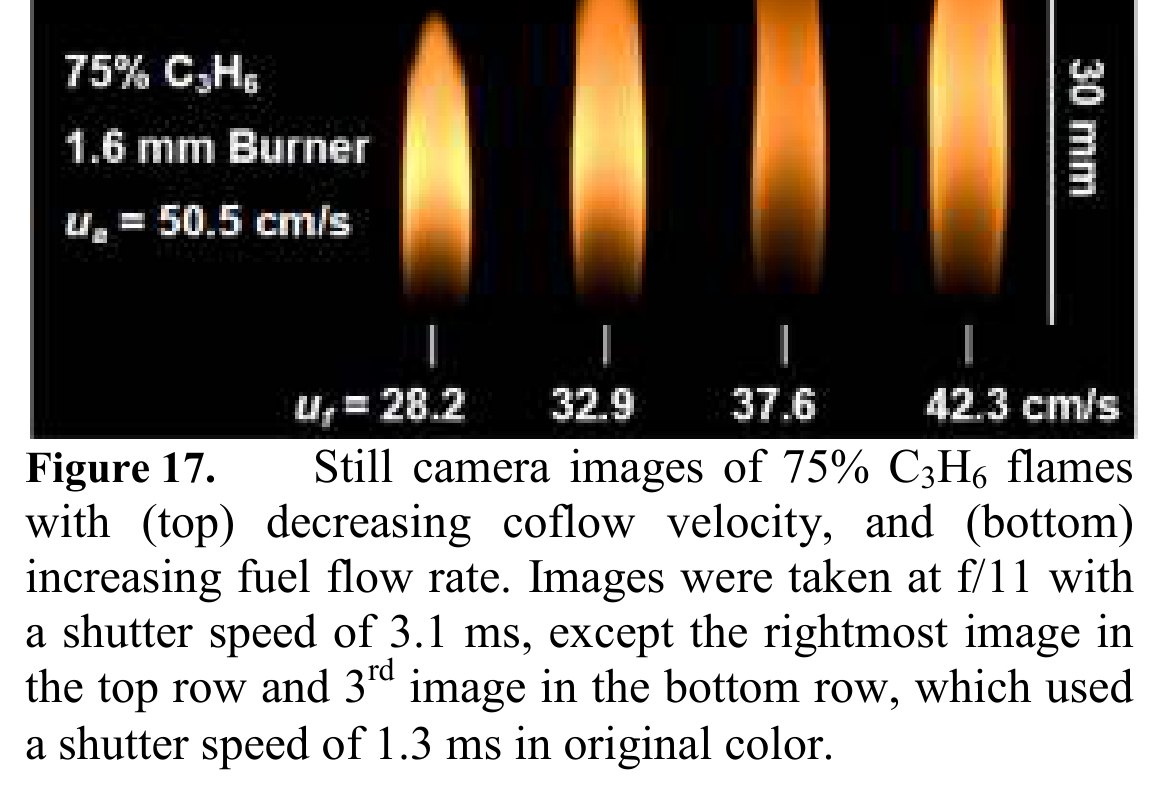 75% C₃H₆
1.6 mm Burner
uₐ = 50.5 cm/s
30 mm
u_f = 28.2 32.9 37.6 42.3 cm/s
Figure 17. Still camera images of 75% C₃H₆ flames
with (top) decreasing coflow velocity, and (bottom)
increasing fuel flow rate. Images were taken at f/11 with
a shutter speed of 3.1 ms, except the rightmost image in
the top row and 3rd image in the bottom row, which used
a shutter speed of 1.3 ms in original color.